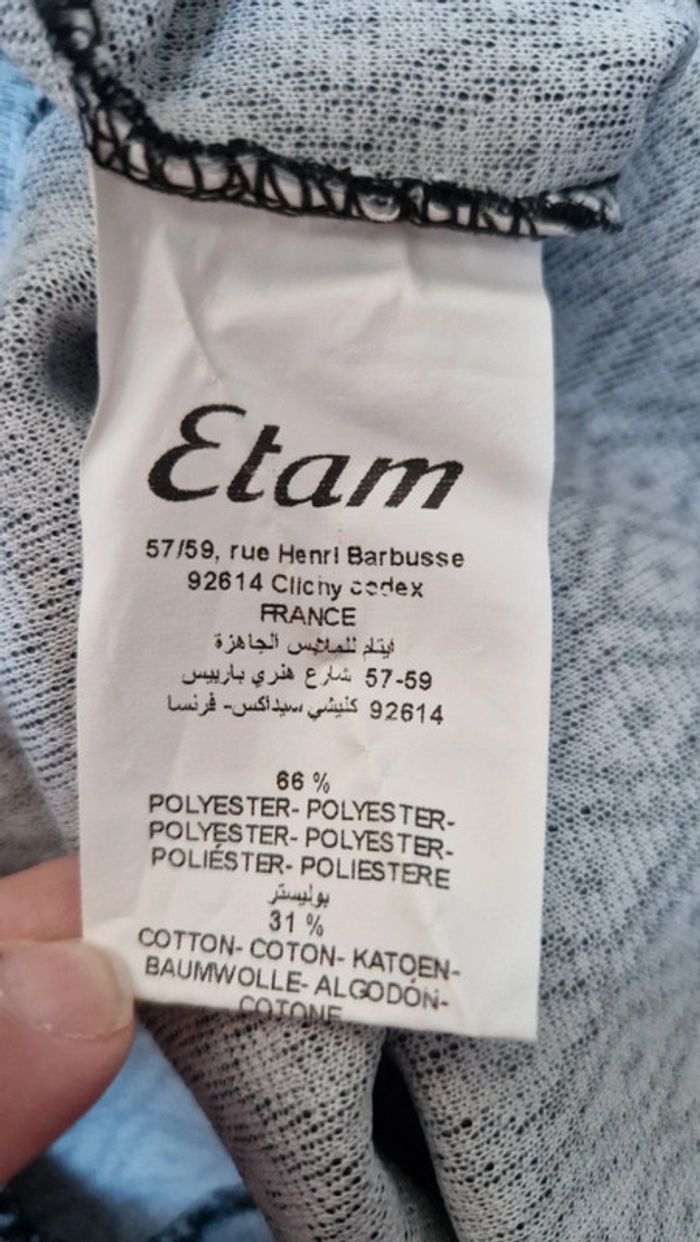 Etam
57/59, rue Henri Barbusse
92614 Clichy cedex
FRANCE
ايتام للملابس الجاهزة
57-59 شارع هنري باربيس
92614 كليشي سيداكس- فرنسا
66 %
POLYESTER- POLYESTER-
POLYESTER- POLYESTER-
POLIÉSTER- POLIESTERE
بوليستر
31 %
COTTON- COTON- KATOEN-
BAUMWOLLE- ALGODÓN-
COTONE